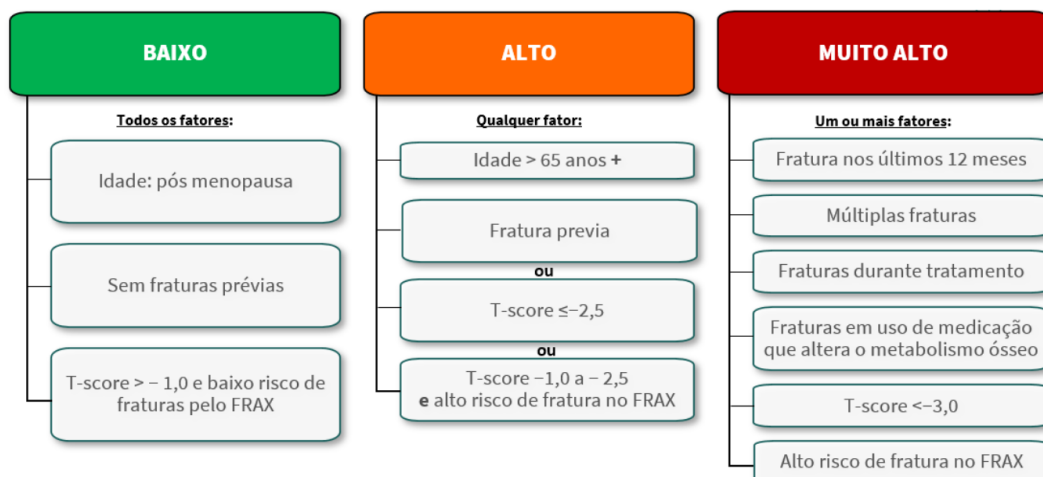 BAIXO
Todos os fatores:
Idade: pós menopausa
Sem fraturas prévias
T-score > − 1,0 e baixo risco de
fraturas pelo FRAX
ALTO
Qualquer fator:
Idade > 65 anos +
Fratura previa
ou
T-score ≤−2,5
ou
T-score −1,0 a − 2,5
e alto risco de fratura no FRAX
MUITO ALTO
Um ou mais fatores:
Fratura nos últimos 12 meses
Múltiplas fraturas
Fraturas durante tratamento
Fraturas em uso de medicação
que altera o metabolismo ósseo
T-score <−3,0
Alto risco de fratura no FRAX